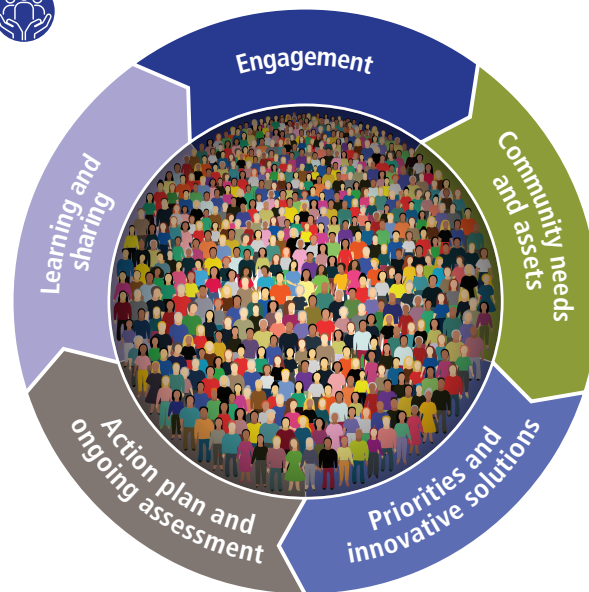 Engagement
Community needs
and assets
Priorities and
innovative solutions
Action plan and
ongoing assessment
Learning and
sharing